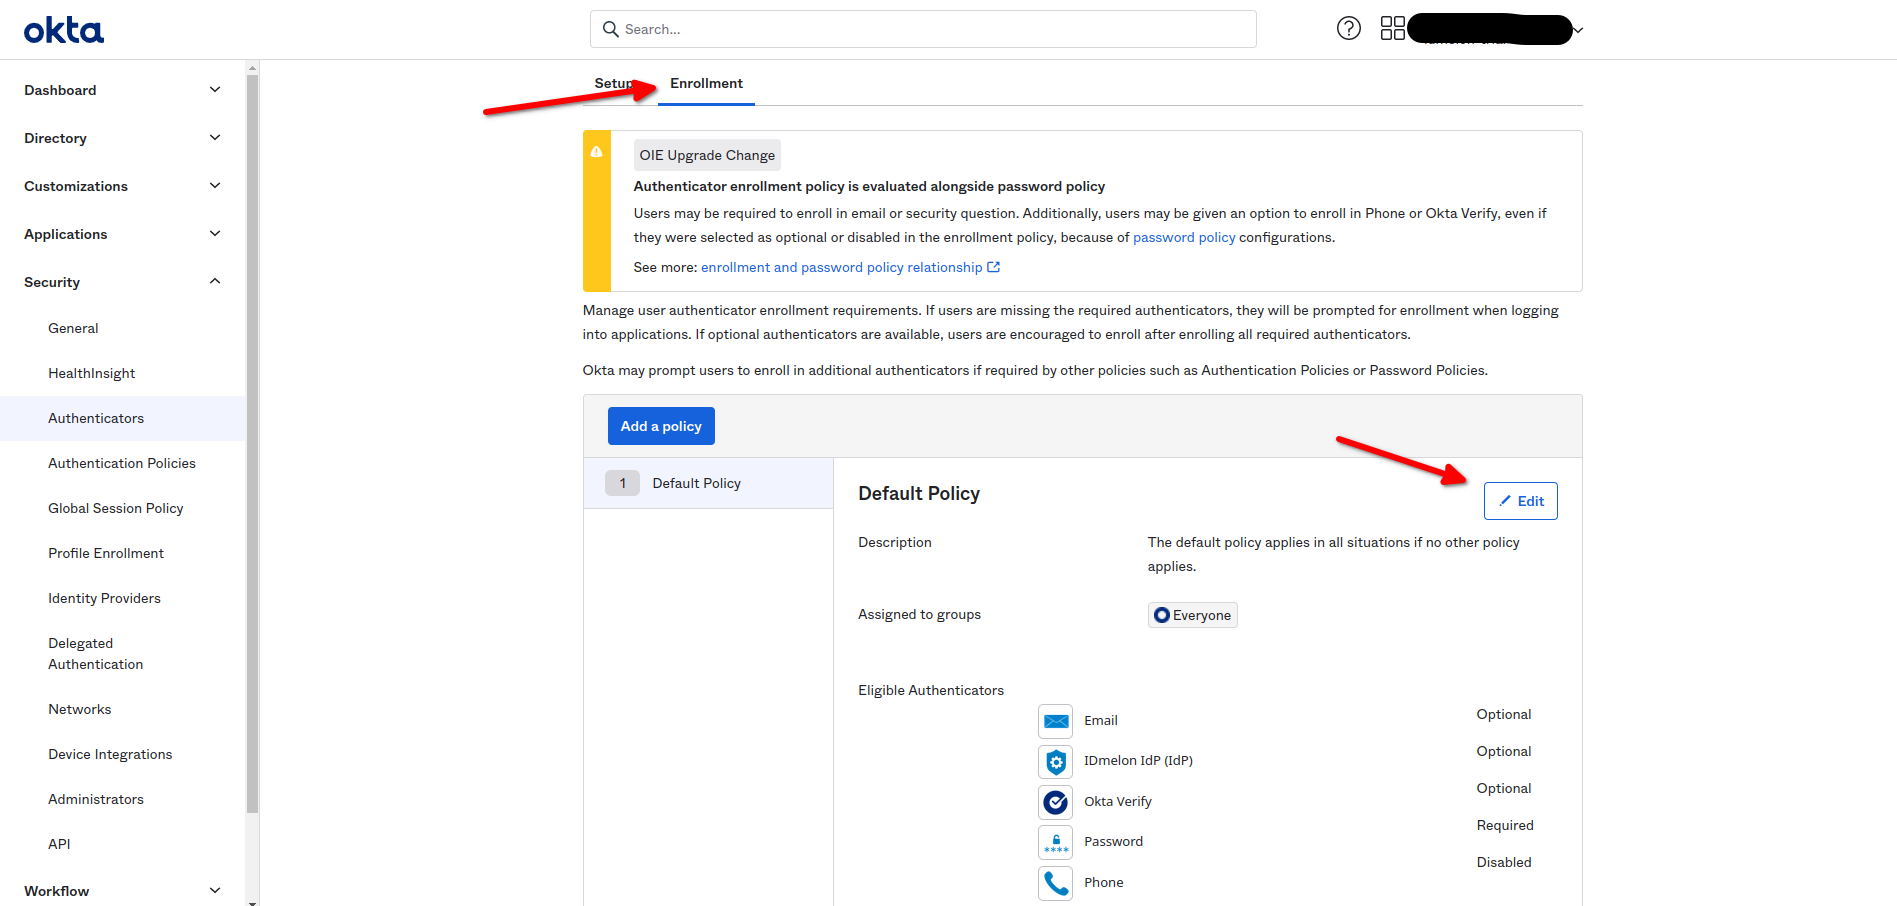 okta
Search...
Dashboard
Directory
Customizations
Applications
Security
General
HealthInsight
Authenticators
Authentication Policies
Global Session Policy
Profile Enrollment
Identity Providers
Delegated
Authentication
Networks
Device Integrations
Administrators
API
Workflow
Setup
Enrollment
OIE Upgrade Change
Authenticator enrollment policy is evaluated alongside password policy
Users may be required to enroll in email or security question. Additionally, users may be given an option to enroll in Phone or Okta Verify, even if
they were selected as optional or disabled in the enrollment policy, because of password policy configurations.
See more: enrollment and password policy relationship
Manage user authenticator enrollment requirements. If users are missing the required authenticators, they will be prompted for enrollment when logging
into applications. If optional authenticators are available, users are encouraged to enroll after enrolling all required authenticators.
Okta may prompt users to enroll in additional authenticators if required by other policies such as Authentication Policies or Password Policies.
Add a policy
1 Default Policy
Default Policy
Edit
Description
The default policy applies in all situations if no other policy
applies.
Assigned to groups
Everyone
Eligible Authenticators
Email
Optional
IDmelon IdP (IdP)
Optional
Okta Verify
Optional
Password
Required
Phone
Disabled